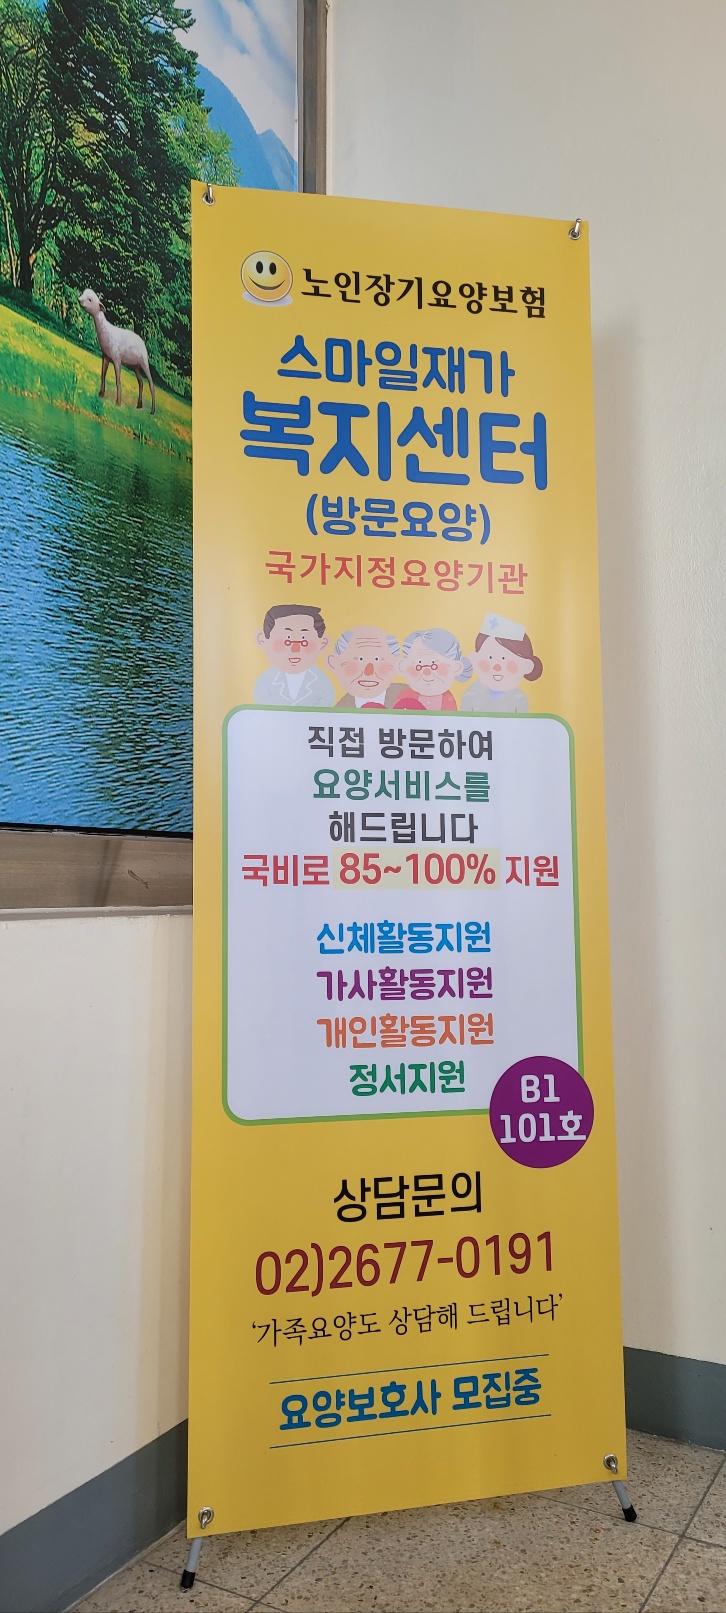 노인장기요양보험
스마일재가
복지센터
(방문요양)
국가지정요양기관
직접 방문하여
요양서비스를
해드립니다
국비로 85~100% 지원
신체활동지원
가사활동지원
개인활동지원
정서지원
B1
101호
상담문의
02)2677-0191
‘가족요양도 상담해 드립니다’
요양보호사 모집중